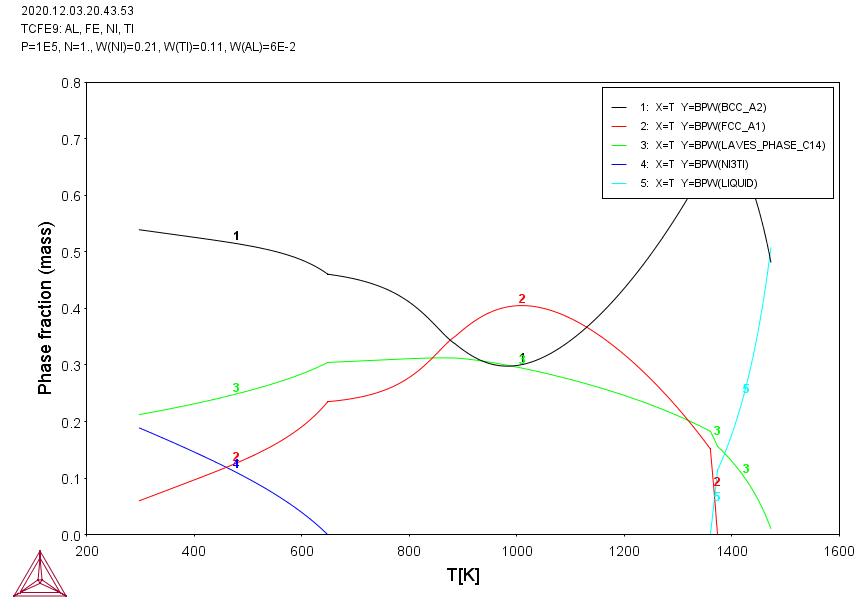 2020.12.03.20.43.53
TCFE9: AL, FE, NI, TI
P=1E5, N=1., W(NI)=0.21, W(TI)=0.11, W(AL)=6E-2
1: X=T Y=BPW(BCC_A2)
2: X=T Y=BPW(FCC_A1)
3: X=T Y=BPW(LAVES_PHASE_C14)
4: X=T Y=BPW(NI3TI)
5: X=T Y=BPW(LIQUID)
Phase fraction (mass)
0.8
0.7
0.6
0.5
0.4
0.3
0.2
0.1
0.0
1
3
2
4
2
1
3
3
2
5
5
3
200 400 600 800 1000 1200 1400 1600
T[K]